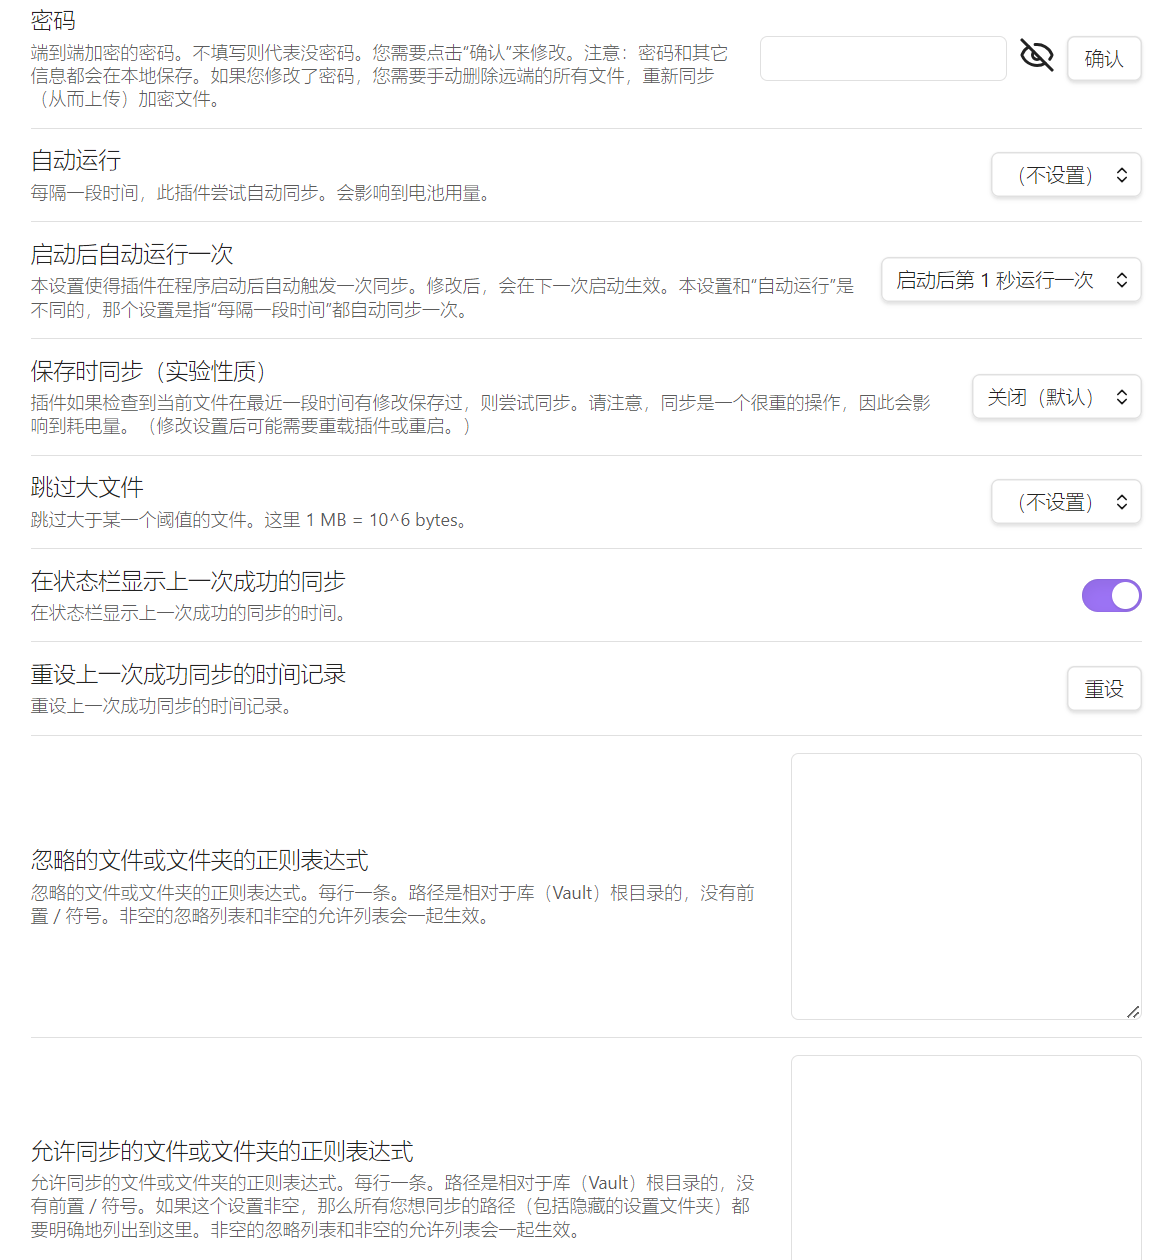 密码
端到端加密的密码。不填写则代表没密码。您需要点击“确认”来修改。注意：密码和其它
信息都会在本地保存。如果您修改了密码，您需要手动删除远端的所有文件，重新同步
（从而上传）加密文件。
确认
自动运行
每隔一段时间，此插件尝试自动同步。会影响到电池用量。
（不设置）
启动后自动运行一次
本设置使得插件在程序启动后自动触发一次同步。修改后，会在下一次启动生效。本设置和“自动运行”是
不同的，那个设置是指“每隔一段时间”都自动同步一次。
启动后第 1 秒运行一次
保存时同步（实验性质）
插件如果检查到当前文件在最近一段时间有修改保存过，则尝试同步。请注意，同步是一个很重的操作，因此会影
响到耗电量。（修改设置后可能需要重载插件或重启。）
关闭（默认）
跳过大文件
跳过大于某一个阈值的文件。这里 1 MB = 10^6 bytes。
（不设置）
在状态栏显示上一次成功的同步
在状态栏显示上一次成功的同步的时间。
重设上一次成功同步的时间记录
重设上一次成功同步的时间记录。
重设
忽略的文件或文件夹的正则表达式
忽略的文件或文件夹的正则表达式。每行一条。路径是相对于库（Vault）根目录的，没有前
置 / 符号。非空的忽略列表和非空的允许列表会一起生效。
允许同步的文件或文件夹的正则表达式
允许同步的文件或文件夹的正则表达式。每行一条。路径是相对于库（Vault）根目录的，没
有前置 / 符号。如果这个设置非空，那么所有您想同步的路径（包括隐藏的设置文件夹）都
要明确地列出到这里。非空的忽略列表和非空的允许列表会一起生效。